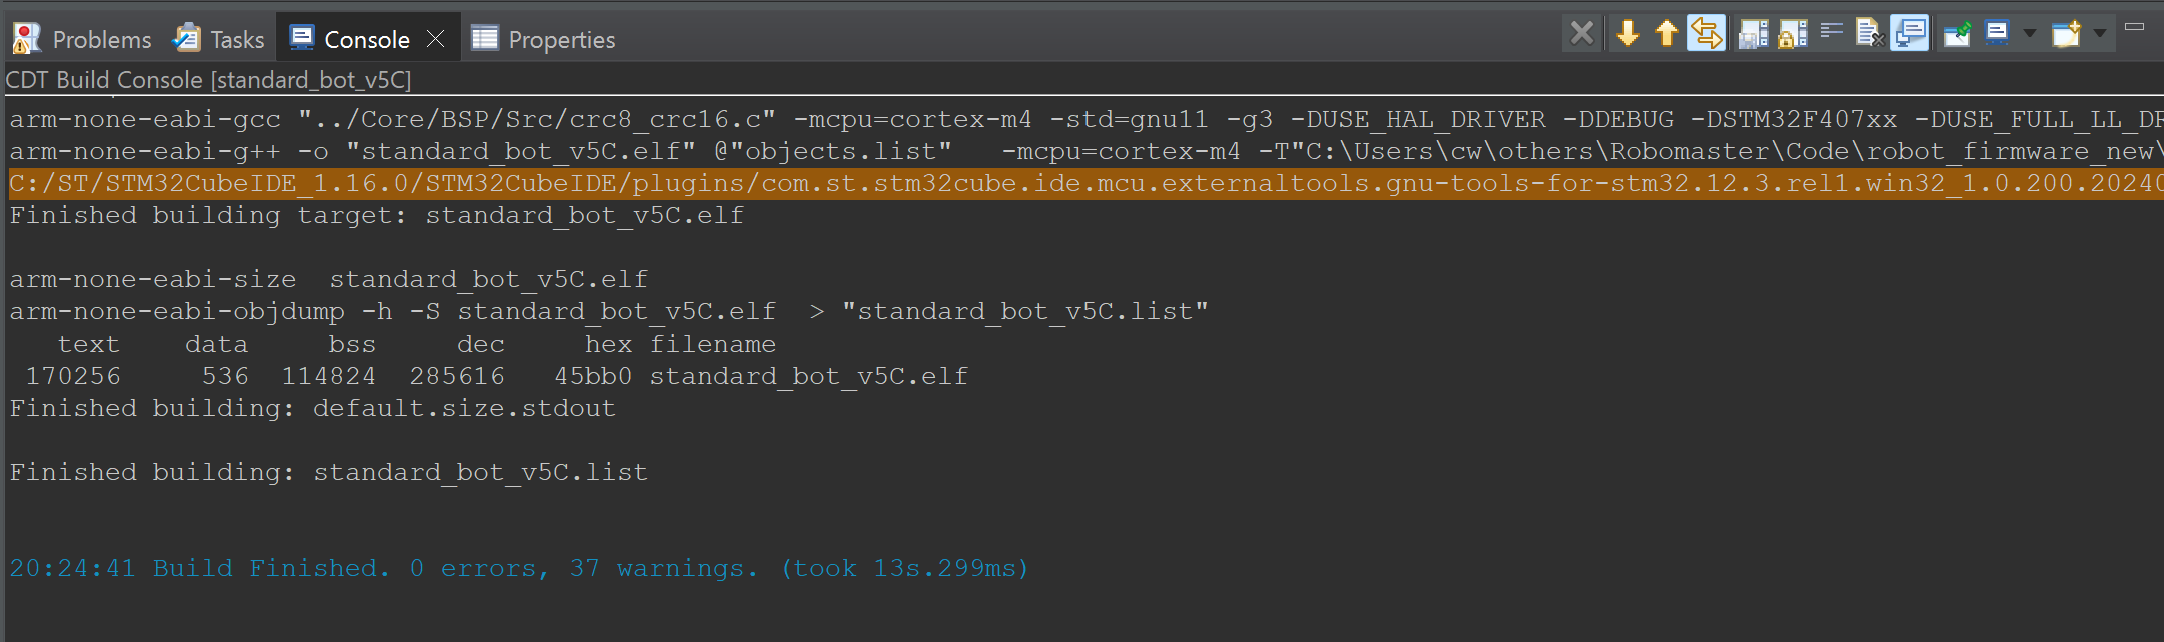 Problems Tasks Console Properties
CDT Build Console [standard_bot_v5C]
arm-none-eabi-gcc "../Core/BSP/Src/crc8_crc16.c" -mcpu=cortex-m4 -std=gnu11 -g3 -DUSE_HAL_DRIVER -DDEBUG -DSTM32F407xx -DUSE_FULL_LL_DR
arm-none-eabi-g++ -o "standard_bot_v5C.elf" @"objects.list"   -mcpu=cortex-m4 -T"C:\Users\cw\others\Robomaster\Code\robot_firmware_new\
C:/ST/STM32CubeIDE_1.16.0/STM32CubeIDE/plugins/com.st.stm32cube.ide.mcu.externaltools.gnu-tools-for-stm32.12.3.rel1.win32_1.0.200.20240
Finished building target: standard_bot_v5C.elf
arm-none-eabi-size  standard_bot_v5C.elf
arm-none-eabi-objdump -h -S standard_bot_v5C.elf  > "standard_bot_v5C.list"
   text    data     bss     dec     hex filename
 170256     536  114824  285616   45bb0 standard_bot_v5C.elf
Finished building: default.size.stdout
Finished building: standard_bot_v5C.list
20:24:41 Build Finished. 0 errors, 37 warnings. (took 13s.299ms)